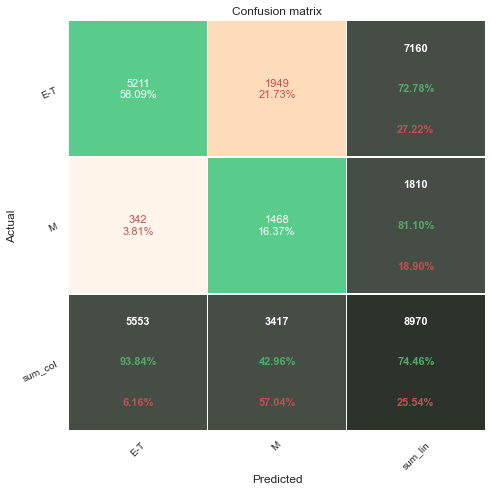 Confusion matrix
Actual
E-T
5211
58.09%
1949
21.73%
7160
72.78%
27.22%
M
342
3.81%
1468
16.37%
1810
81.10%
18.90%
sum_col
5553
93.84%
6.16%
3417
42.96%
57.04%
8970
74.46%
25.54%
E-T
M
sum_lin
Predicted